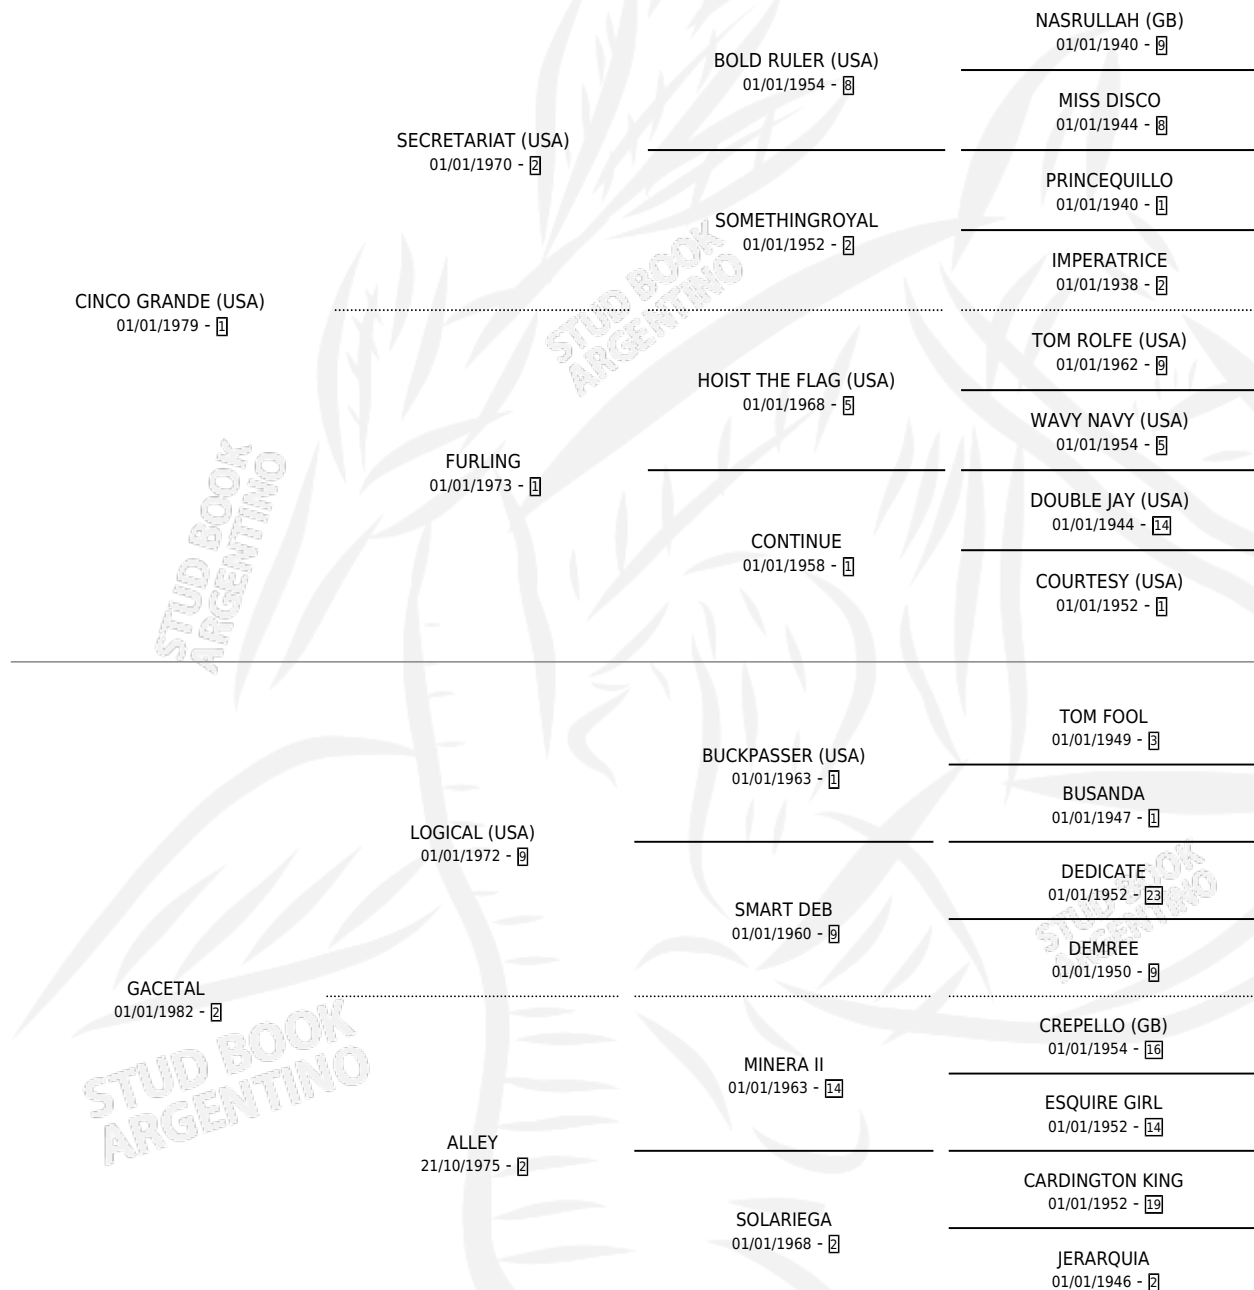 NASRULLAH (GB)
01/01/1940 - 9
BOLD RULER (USA)
01/01/1954 - 8
MISS DISCO
01/01/1944 - 8
SECRETARIAT (USA)
01/01/1970 - 2
PRINCEQUILLO
01/01/1940 - 1
SOMETHINGROYAL
01/01/1952 - 2
IMPERATRICE
01/01/1938 - 2
CINCO GRANDE (USA)
01/01/1979 - 1
TOM ROLFE (USA)
01/01/1962 - 9
HOIST THE FLAG (USA)
01/01/1968 - 5
WAVY NAVY (USA)
01/01/1954 - 5
FURLING
01/01/1973 - 1
DOUBLE JAY (USA)
01/01/1944 - 14
CONTINUE
01/01/1958 - 1
COURTESY (USA)
01/01/1952 - 1
TOM FOOL
01/01/1949 - 3
BUCKPASSER (USA)
01/01/1963 - 1
BUSANDA
01/01/1947 - 1
LOGICAL (USA)
01/01/1972 - 9
DEDICATE
01/01/1952 - 23
SMART DEB
01/01/1960 - 9
DEMREE
01/01/1950 - 9
GACETAL
01/01/1982 - 2
CREPELLO (GB)
01/01/1954 - 16
MINERA II
01/01/1963 - 14
ESQUIRE GIRL
01/01/1952 - 14
ALLEY
21/10/1975 - 2
CARDINGTON KING
01/01/1952 - 19
SOLARIEGA
01/01/1968 - 2
JERARQUIA
01/01/1946 - 2
STUD BOOK
ARGENTINO
STUD BOOK
ARGENTINO
STUD BOOK
ARGENTINO
STUD BOOK
ARGENTINO